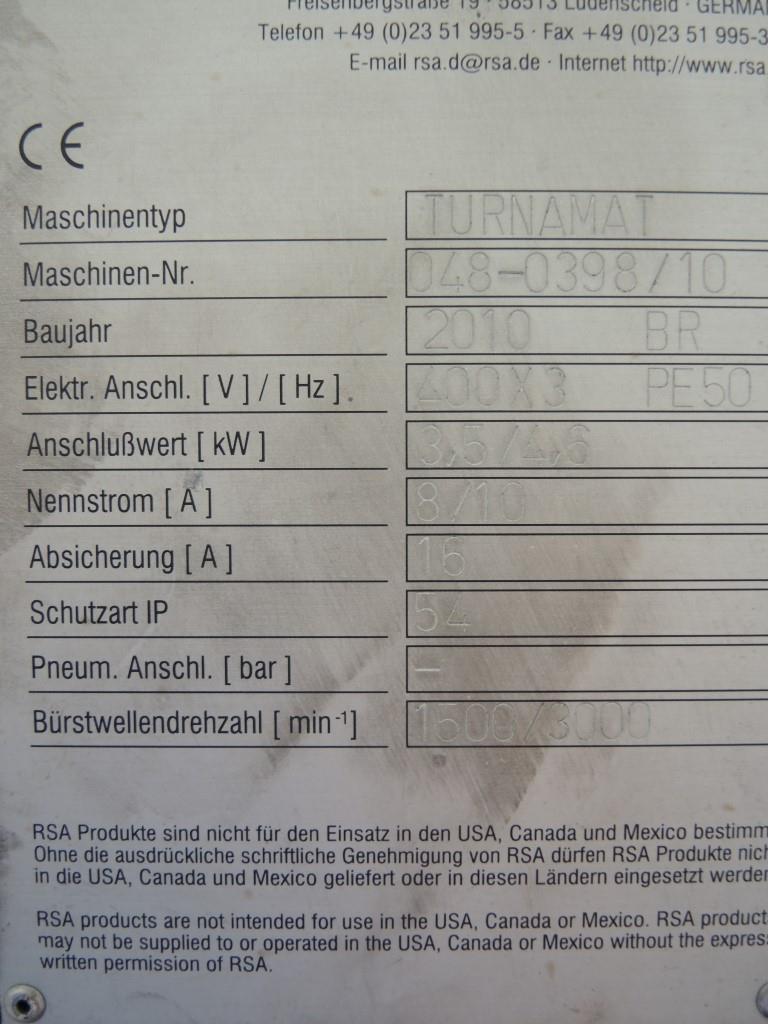 Freisenbergstraße 19 · 58513 Lüdenscheid · GERMA
Telefon +49 (0)23 51 995-5 · Fax +49 (0)23 51 995-3
E-mail rsa.d@rsa.de · Internet http://www.rsa
CE
Maschinentyp TURNAMAT
Maschinen-Nr. 048-0398/10
Baujahr 2010 BR
Elektr. Anschl. [ V ] / [ Hz ] 400X3 PE50
Anschlußwert [ kW ] 3,5/4,6
Nennstrom [ A ] 8/10
Absicherung [ A ] 16
Schutzart IP 54
Pneum. Anschl. [ bar ] –
Bürstwellendrehzahl [ min⁻¹] 1500/3000
RSA Produkte sind nicht für den Einsatz in den USA, Canada und Mexico bestimm
Ohne die ausdrückliche schriftliche Genehmigung von RSA dürfen RSA Produkte nich
in die USA, Canada und Mexico geliefert oder in diesen Ländern eingesetzt werder
RSA products are not intended for use in the USA, Canada or Mexico. RSA product
may not be supplied to or operated in the USA, Canada or Mexico without the expres
written permission of RSA.